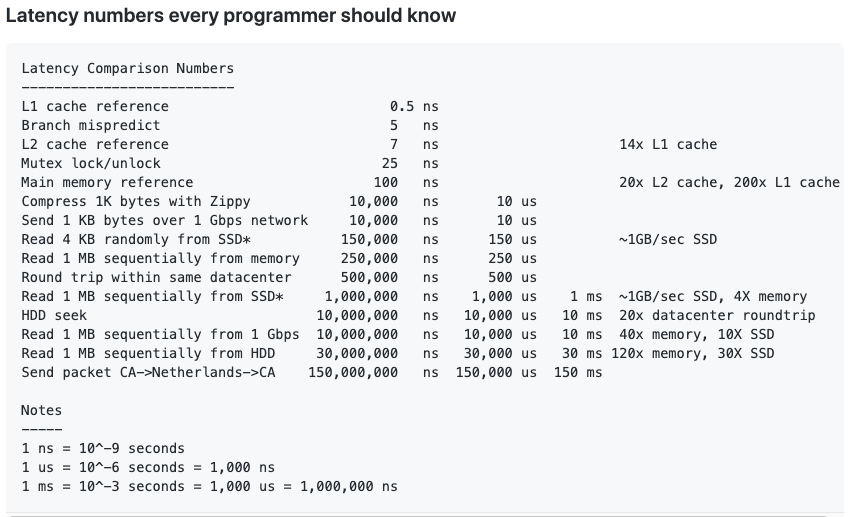 Latency numbers every programmer should know
Latency Comparison Numbers
--------------------------
L1 cache reference                           0.5 ns
Branch mispredict                            5   ns
L2 cache reference                           7   ns                      14x L1 cache
Mutex lock/unlock                           25   ns
Main memory reference                      100   ns                      20x L2 cache, 200x L1 cache
Compress 1K bytes with Zippy            10,000   ns       10 us
Send 1 KB bytes over 1 Gbps network     10,000   ns       10 us
Read 4 KB randomly from SSD*           150,000   ns      150 us          ~1GB/sec SSD
Read 1 MB sequentially from memory     250,000   ns      250 us
Round trip within same datacenter      500,000   ns      500 us
Read 1 MB sequentially from SSD*     1,000,000   ns    1,000 us    1 ms  ~1GB/sec SSD, 4X memory
HDD seek                            10,000,000   ns   10,000 us   10 ms  20x datacenter roundtrip
Read 1 MB sequentially from 1 Gbps  10,000,000   ns   10,000 us   10 ms  40x memory, 10X SSD
Read 1 MB sequentially from HDD     30,000,000   ns   30,000 us   30 ms 120x memory, 30X SSD
Send packet CA->Netherlands->CA    150,000,000   ns  150,000 us  150 ms
Notes
-----
1 ns = 10^-9 seconds
1 us = 10^-6 seconds = 1,000 ns
1 ms = 10^-3 seconds = 1,000 us = 1,000,000 ns